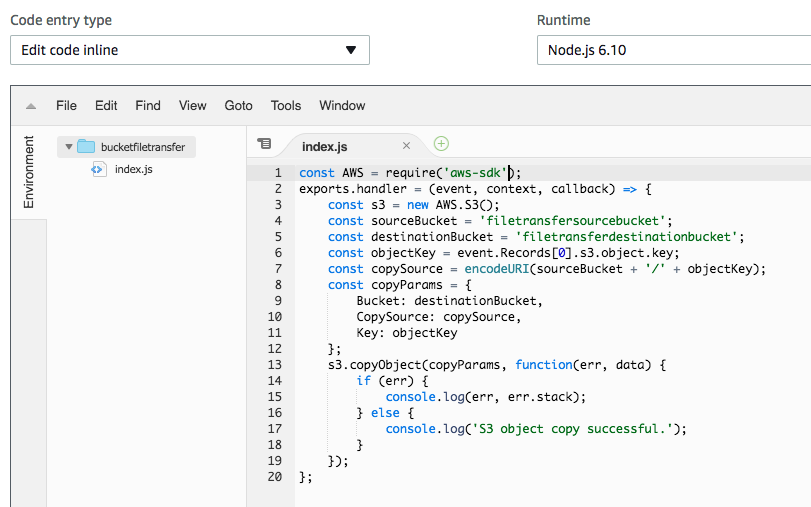 Code entry type
Runtime
Edit code inline
Node.js 6.10
File Edit Find View Goto Tools Window
Environment
bucketfiletransfer
index.js
index.js
1 const AWS = require('aws-sdk');
2 exports.handler = (event, context, callback) => {
3 const s3 = new AWS.S3();
4 const sourceBucket = 'filetransfersourcebucket';
5 const destinationBucket = 'filetransferdestinationbucket';
6 const objectKey = event.Records[0].s3.object.key;
7 const copySource = encodeURI(sourceBucket + '/' + objectKey);
8 const copyParams = {
9 Bucket: destinationBucket,
10 CopySource: copySource,
11 Key: objectKey
12 };
13 s3.copyObject(copyParams, function(err, data) {
14 if (err) {
15 console.log(err, err.stack);
16 } else {
17 console.log('S3 object copy successful.');
18 }
19 });
20 };